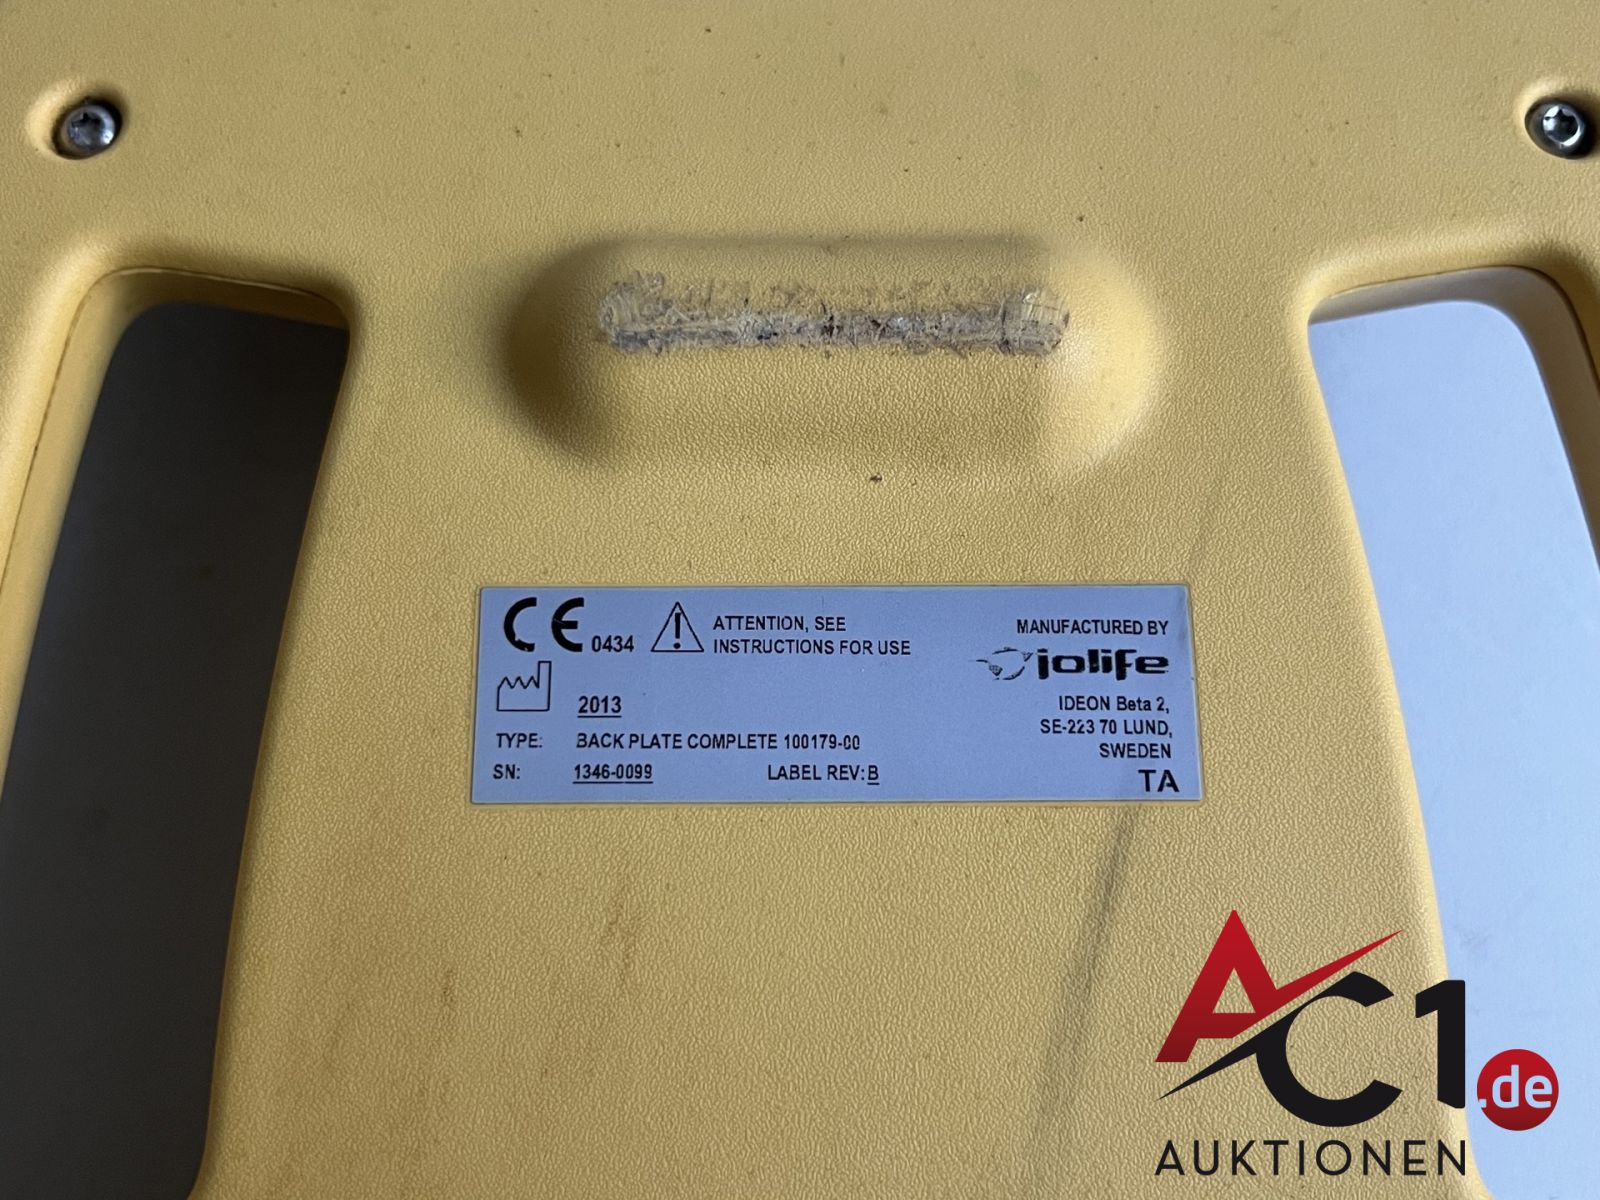 CE 0434
ATTENTION, SEE
INSTRUCTIONS FOR USE
2013
TYPE: BACK PLATE COMPLETE 100179-00
SN: 1346-0099 LABEL REV: B
MANUFACTURED BY
jolife
IDEON Beta 2,
SE-223 70 LUND,
SWEDEN
TA
AC1.de
AUKTIONEN